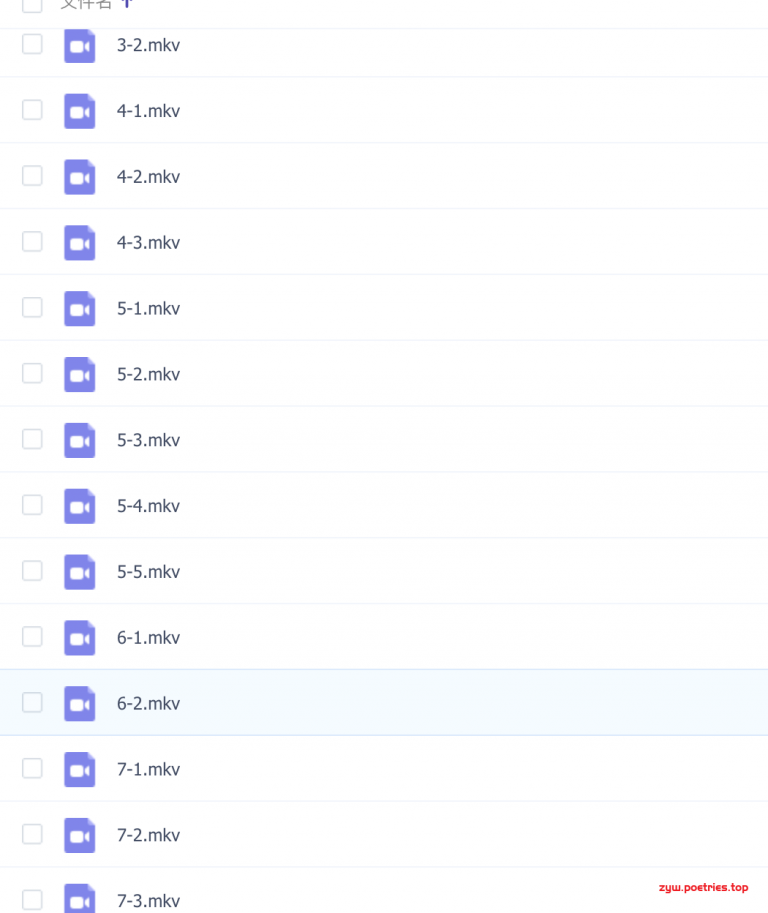 文件名 ↑
3-2.mkv
4-1.mkv
4-2.mkv
4-3.mkv
5-1.mkv
5-2.mkv
5-3.mkv
5-4.mkv
5-5.mkv
6-1.mkv
6-2.mkv
7-1.mkv
7-2.mkv
zyw.poetries.top
7-3.mkv